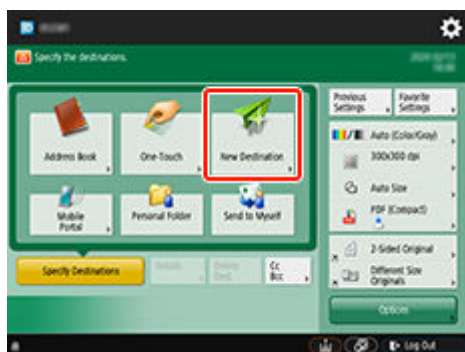 Specify the destinations.
Previous Settings
Favorite Settings
Address Book
One-Touch
New Destination
Auto (Color/Gray)
300x300 dpi
Auto Size
PDF (Compact)
Mobile Portal
Personal Folder
Send to Myself
2-Sided Original
Different Size Originals
Specify Destinations
Details
Cc
Bcc
Options
Log Out